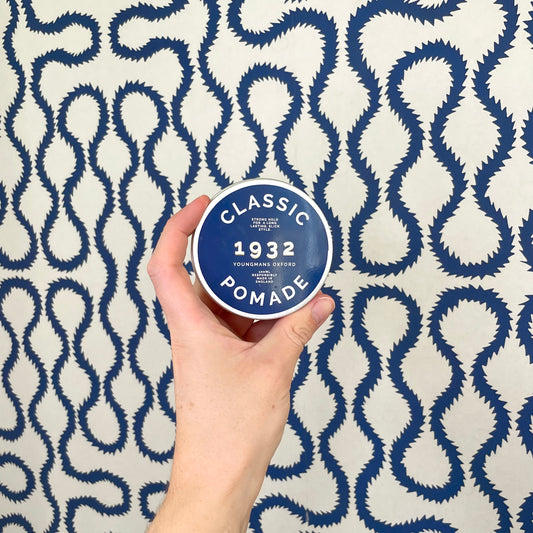 CLASSIC
STRONG HOLD
FOR A LONG
LASTING, SLICK
STYLE.
1932
YOUNGMANS OXFORD
100ML
RESPONSIBLY
MADE IN
ENGLAND
POMADE